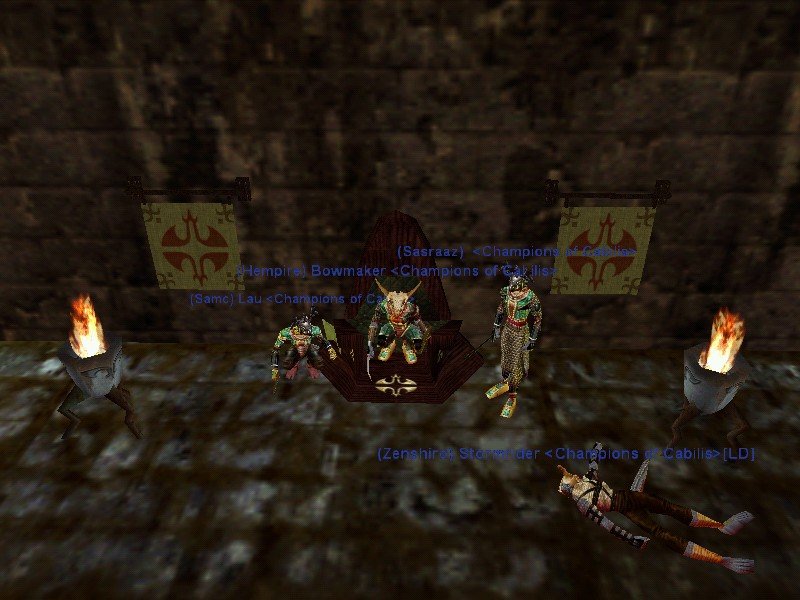 (Sasraaz) <Champions of Cabilis>
(Hempire) Bowmaker <Champions of Cabilis>
(Samc) Lau <Champions of Ca
(Zenshiro) Stormrider <Champions of Cabilis>[LD]